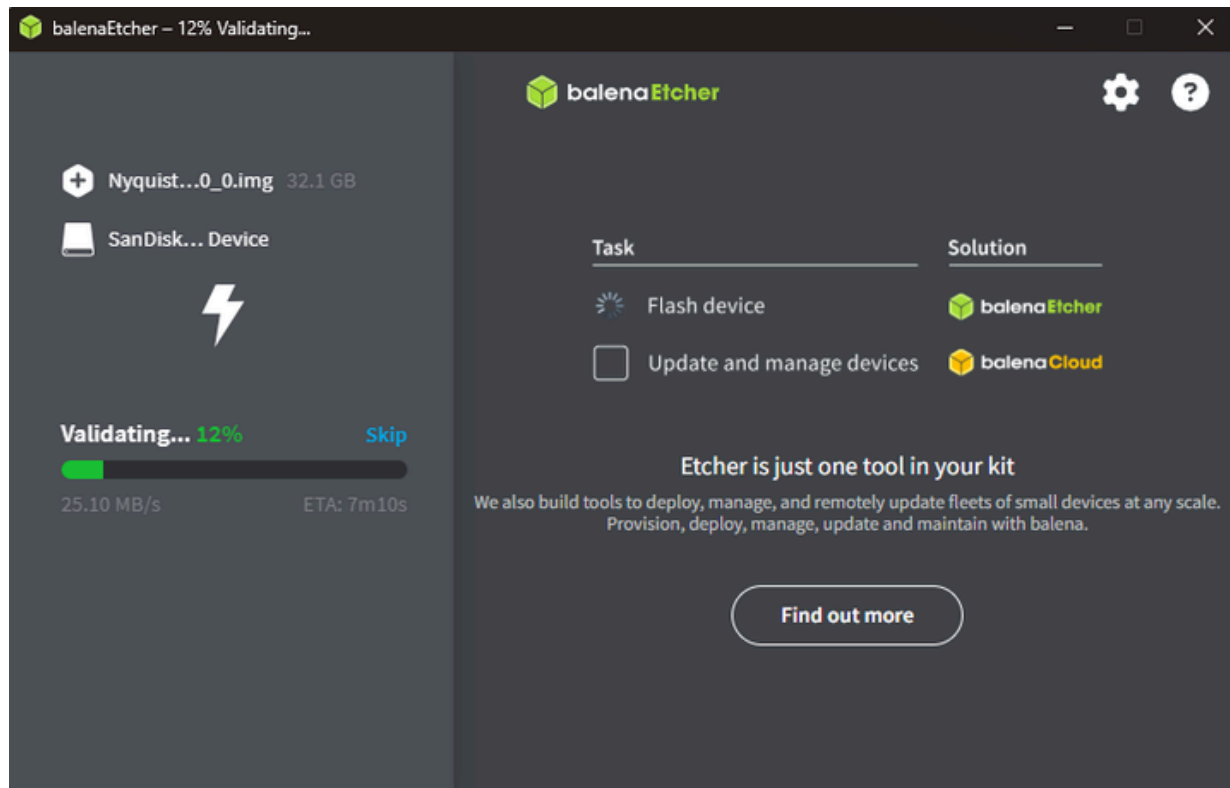 balenaEtcher – 12% Validating...
balenaEtcher
?
Nyquist...0_0.img 32.1 GB
SanDisk... Device
Task Solution
Flash device balenaEtcher
Update and manage devices balenaCloud
Validating... 12% Skip
25.10 MB/s ETA: 7m10s
Etcher is just one tool in your kit
We also build tools to deploy, manage, and remotely update fleets of small devices at any scale.
Provision, deploy, manage, update and maintain with balena.
Find out more